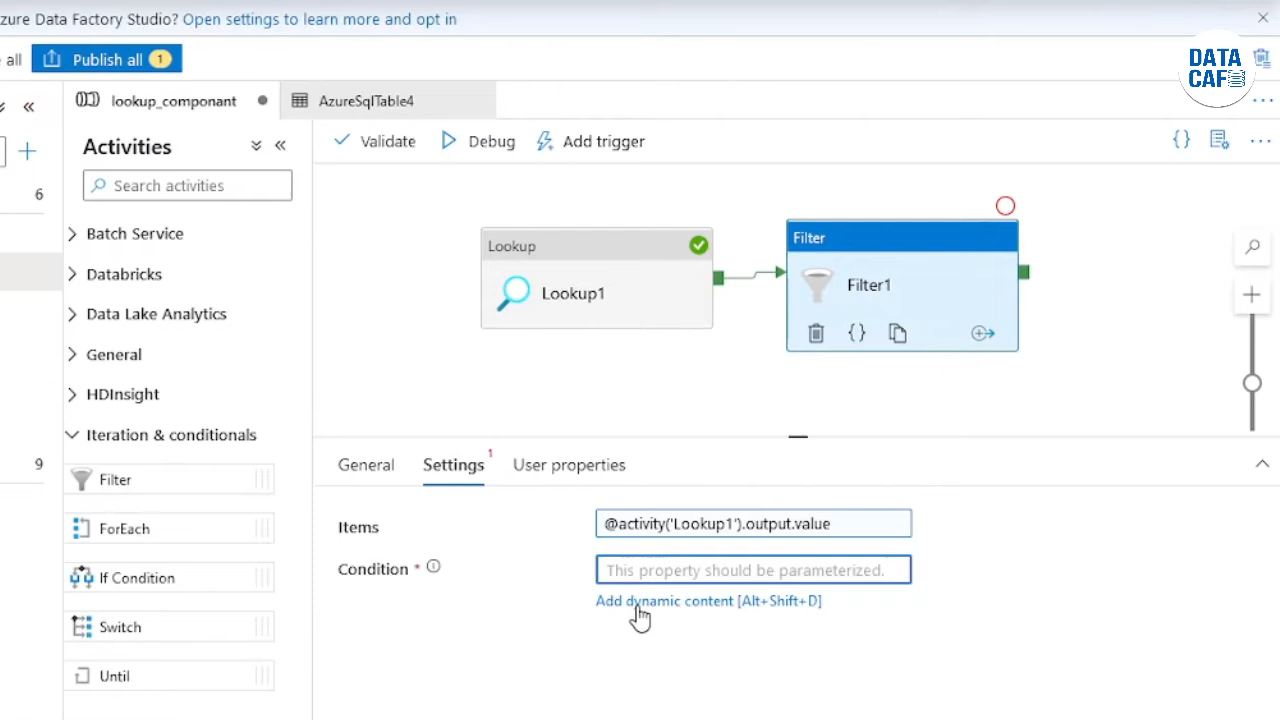 zure Data Factory Studio? Open settings to learn more and opt in
DATA
CAF
all
Publish all 1
lookup_componant
AzureSqlTable4
Activities
Validate
Debug
Add trigger
Search activities
6
Batch Service
Databricks
Data Lake Analytics
General
HDInsight
Iteration & conditionals
9
Filter
ForEach
If Condition
Switch
Until
Lookup
Lookup1
Filter
Filter1
General
Settings 1
User properties
Items
@activity('Lookup1').output.value
Condition *
This property should be parameterized.
Add dynamic content [Alt+Shift+D]